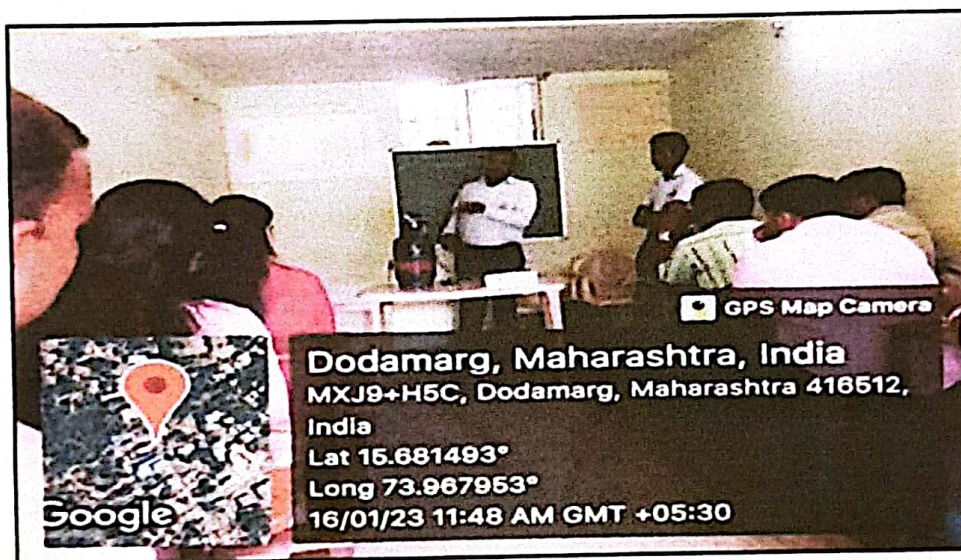 GPS Map Camera
Dodamarg, Maharashtra, India
MXJ9+H5C, Dodamarg, Maharashtra 416512,
India
Lat 15.681493°
Long 73.967953°
16/01/23 11:48 AM GMT +05:30
Google